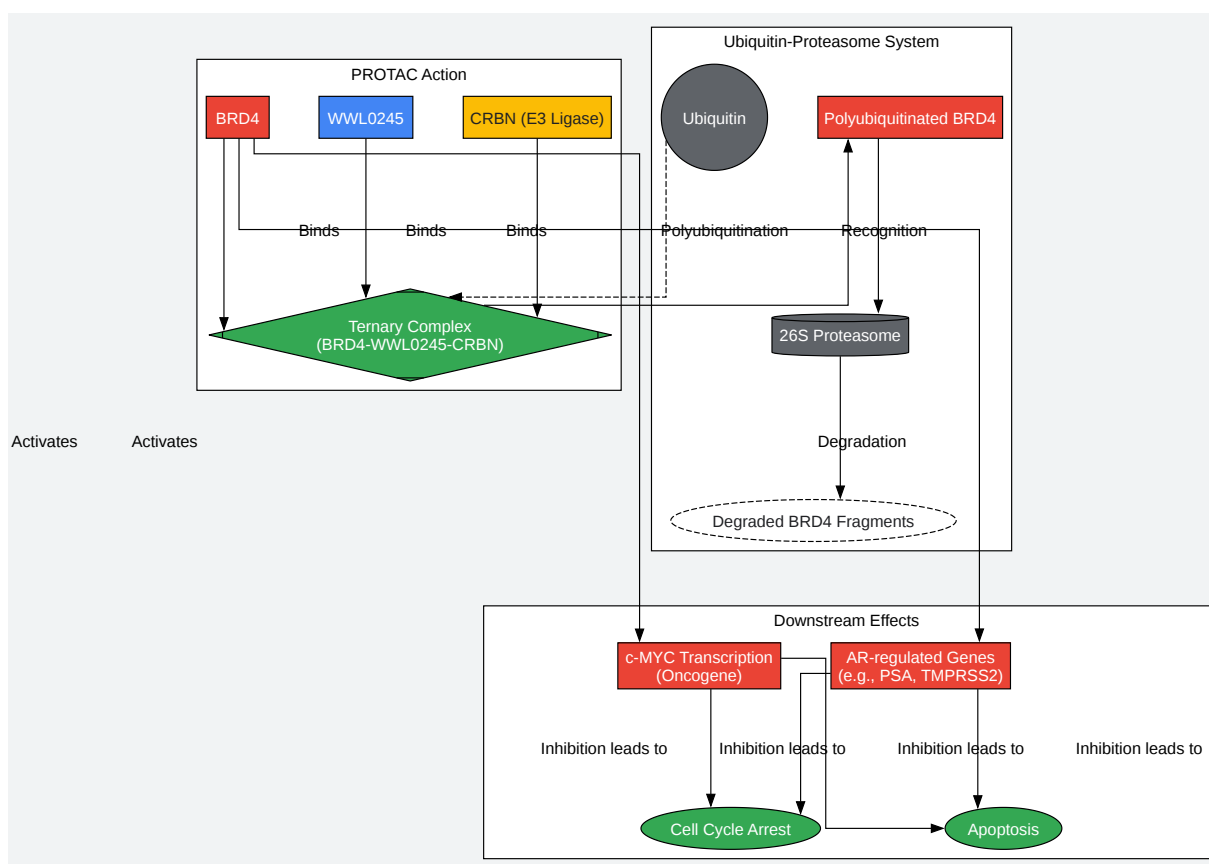 Ubiquitin-Proteasome System
PROTAC Action
BRD4
WWL0245
CRBN (E3 Ligase)
Ubiquitin
Polyubiquitinated BRD4
Binds
Binds
Binds
Polyubiquitination
Recognition
Ternary Complex
(BRD4-WWL0245-CRBN)
26S Proteasome
Activates
Activates
Degradation
Degraded BRD4 Fragments
Downstream Effects
c-MYC Transcription
(Oncogene)
AR-regulated Genes
(e.g., PSA, TMPRSS2)
Inhibition leads to
Inhibition leads to
Inhibition leads to
Inhibition leads to
Cell Cycle Arrest
Apoptosis